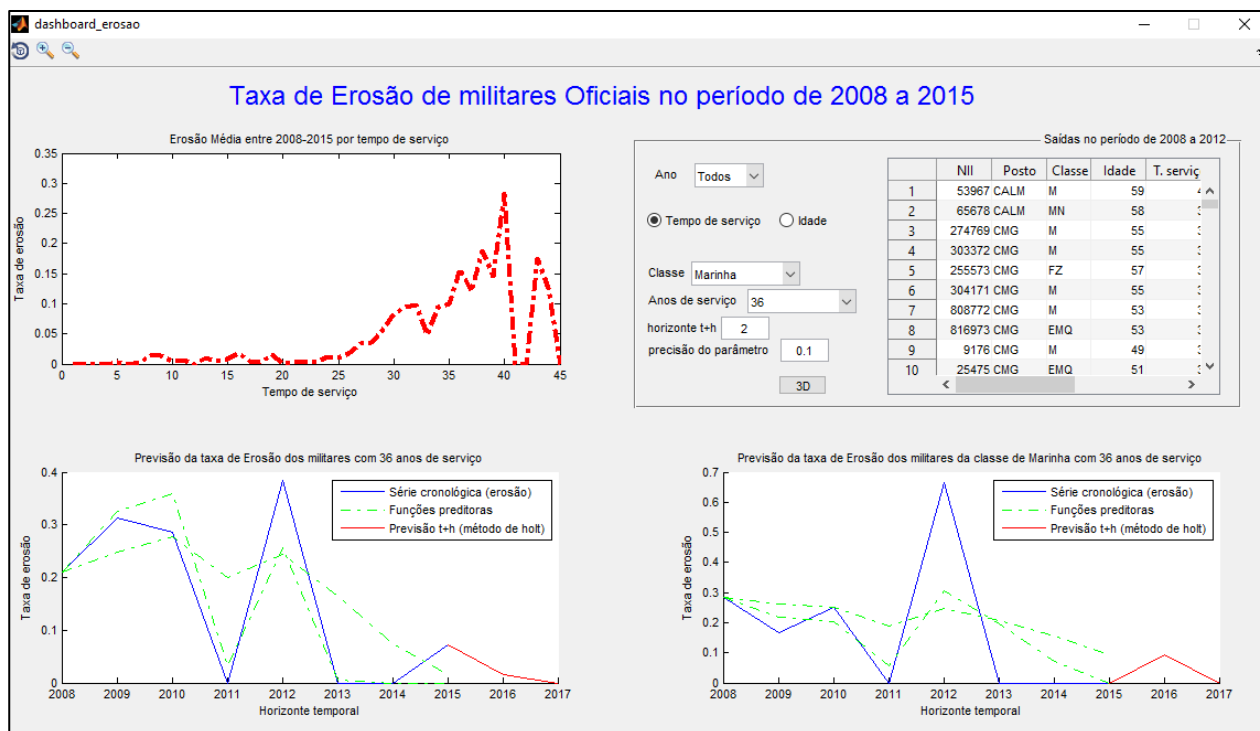 dashboard_erosao
Taxa de Erosão de militares Oficiais no período de 2008 a 2015
Erosão Média entre 2008-2015 por tempo de serviço
0.35
0.3
0.25
0.2
0.15
0.1
0.05
0
Taxa de erosão
0 5 10 15 20 25 30 35 40 45
Tempo de serviço
Saídas no período de 2008 a 2012
Ano Todos
Tempo de serviço Idade
Classe Marinha
Anos de serviço 36
horizonte t+h 2
precisão do parâmetro 0.1
3D
NII Posto Classe Idade T. serviç
1 53967 CALM M 59
2 65678 CALM MN 58
3 274769 CMG M 55
4 303372 CMG M 55
5 255573 CMG FZ 57
6 304171 CMG M 55
7 808772 CMG M 53
8 816973 CMG EMQ 53
9 9176 CMG M 49
10 25475 CMG EMQ 51
Previsão da taxa de Erosão dos militares com 36 anos de serviço
0.4
0.3
0.2
0.1
0
Taxa de erosão
Série cronológica (erosão)
Funções preditoras
Previsão t+h (método de holt)
2008 2009 2010 2011 2012 2013 2014 2015 2016 2017
Horizonte temporal
Previsão da taxa de Erosão dos militares da classe de Marinha com 36 anos de serviço
0.7
0.6
0.5
0.4
0.3
0.2
0.1
0
Taxa de erosão
Série cronológica (erosão)
Funções preditoras
Previsão t+h (método de holt)
2008 2009 2010 2011 2012 2013 2014 2015 2016 2017
Horizonte temporal